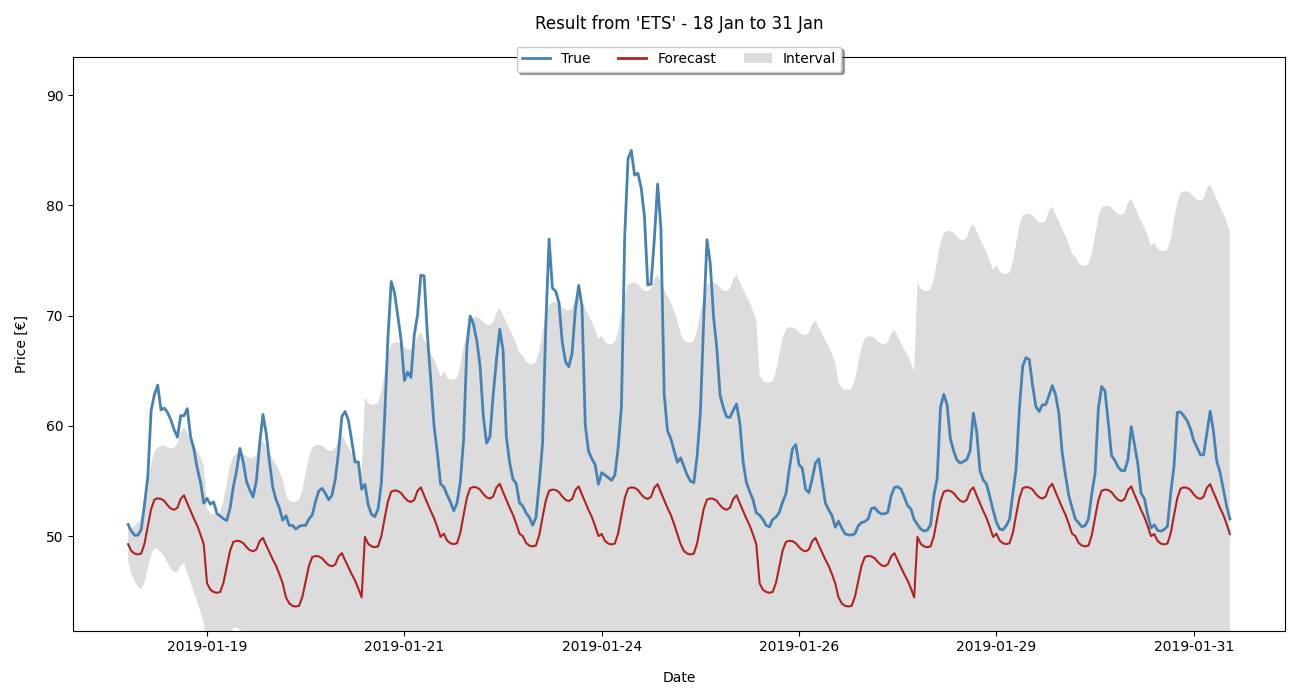 Result from 'ETS' - 18 Jan to 31 Jan
True Forecast Interval
90
80
70
60
50
Price [€]
2019-01-19 2019-01-21 2019-01-24 2019-01-26 2019-01-29 2019-01-31
Date